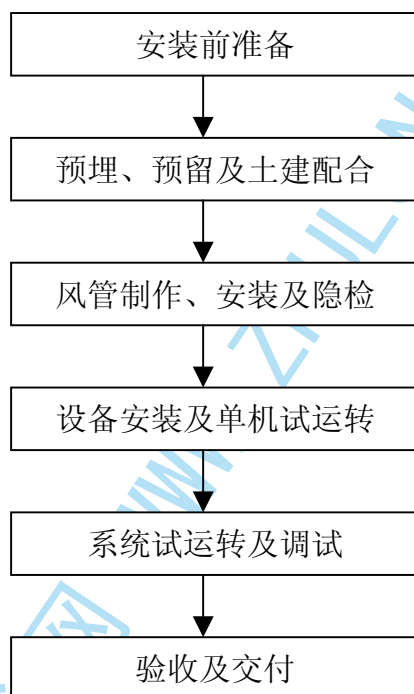 安装前准备
预埋、预留及土建配合
风管制作、安装及隐检
设备安装及单机试运转
系统试运转及调试
验收及交付